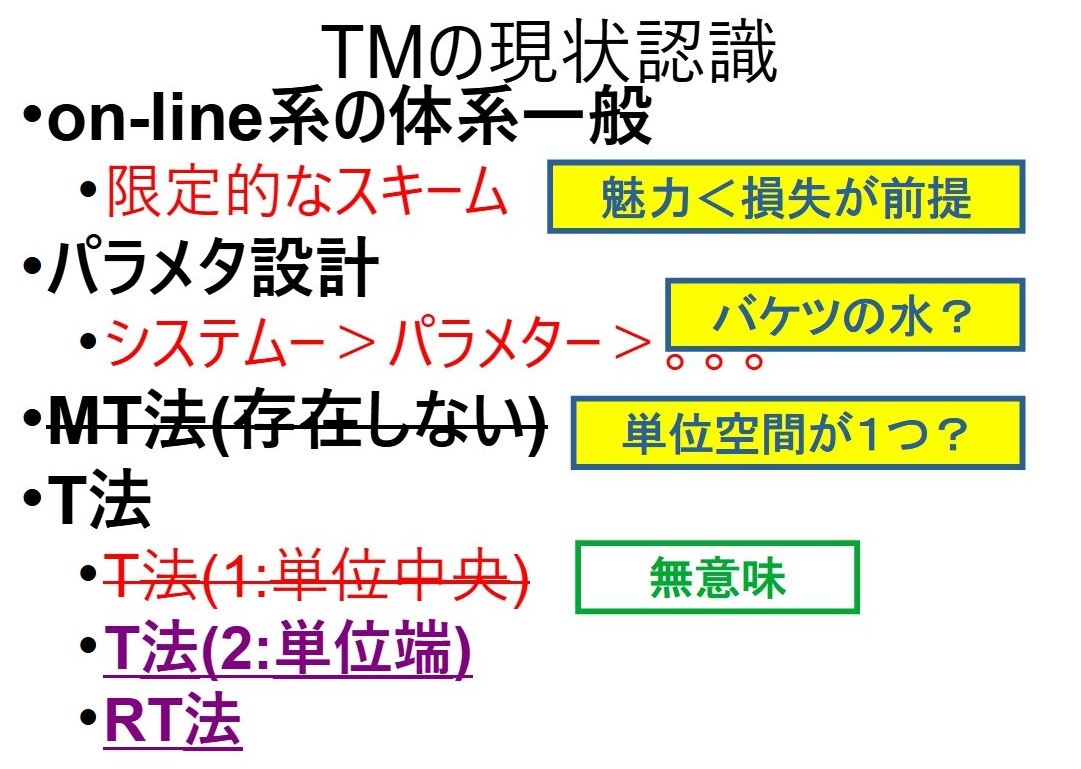 TMの現状認識
•on-line系の体系一般
•限定的なスキーム
魅力＜損失が前提
•パラメタ設計
バケツの水？
•システムー＞パラメターー＞。。。
•MT法(存在しない)
単位空間が１つ？
•T法
•T法(1:単位中央)
無意味
•T法(2:単位端)
•RT法